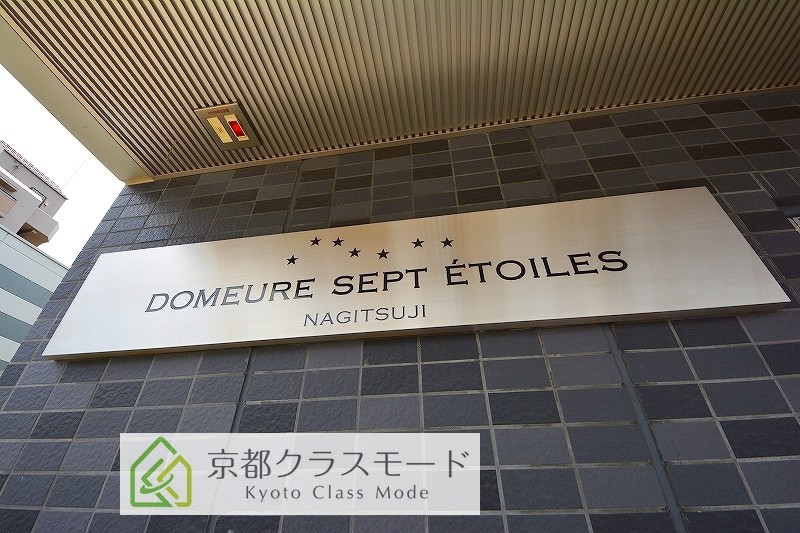 DOMEURE SEPT ÉTOILES
NAGITSUJI
京都クラスモード
Kyoto Class Mode